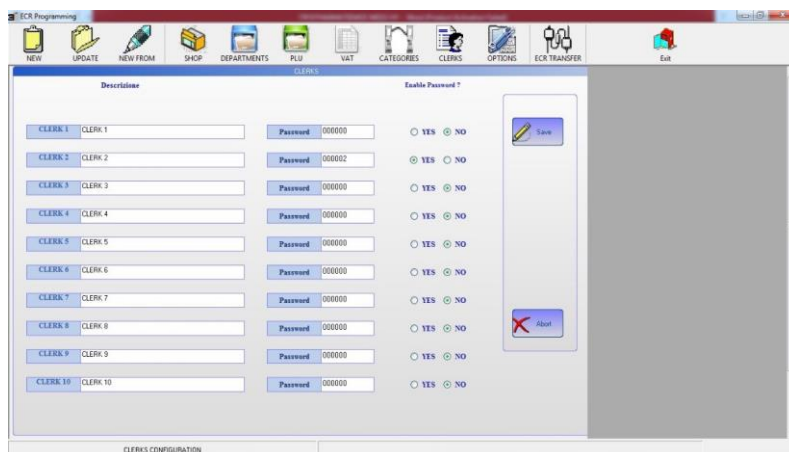 ECR Programming
NEW UPDATE NEW FROM SHOP DEPARTMENTS PLU VAT CATEGORIES CLERKS OPTIONS ECR TRANSFER Exit
CLERKS
Descrizione Enable Password ?
CLERK 1 CLERK 1 Password 000000 YES NO
Save
CLERK 2 CLERK 2 Password 000002 YES NO
CLERK 3 CLERK 3 Password 000000 YES NO
CLERK 4 CLERK 4 Password 000000 YES NO
CLERK 5 CLERK 5 Password 000000 YES NO
CLERK 6 CLERK 6 Password 000000 YES NO
CLERK 7 CLERK 7 Password 000000 YES NO
CLERK 8 CLERK 8 Password 000000 YES NO
Abort
CLERK 9 CLERK 9 Password 000000 YES NO
CLERK 10 CLERK 10 Password 000000 YES NO
CLERKS CONFIGURATION